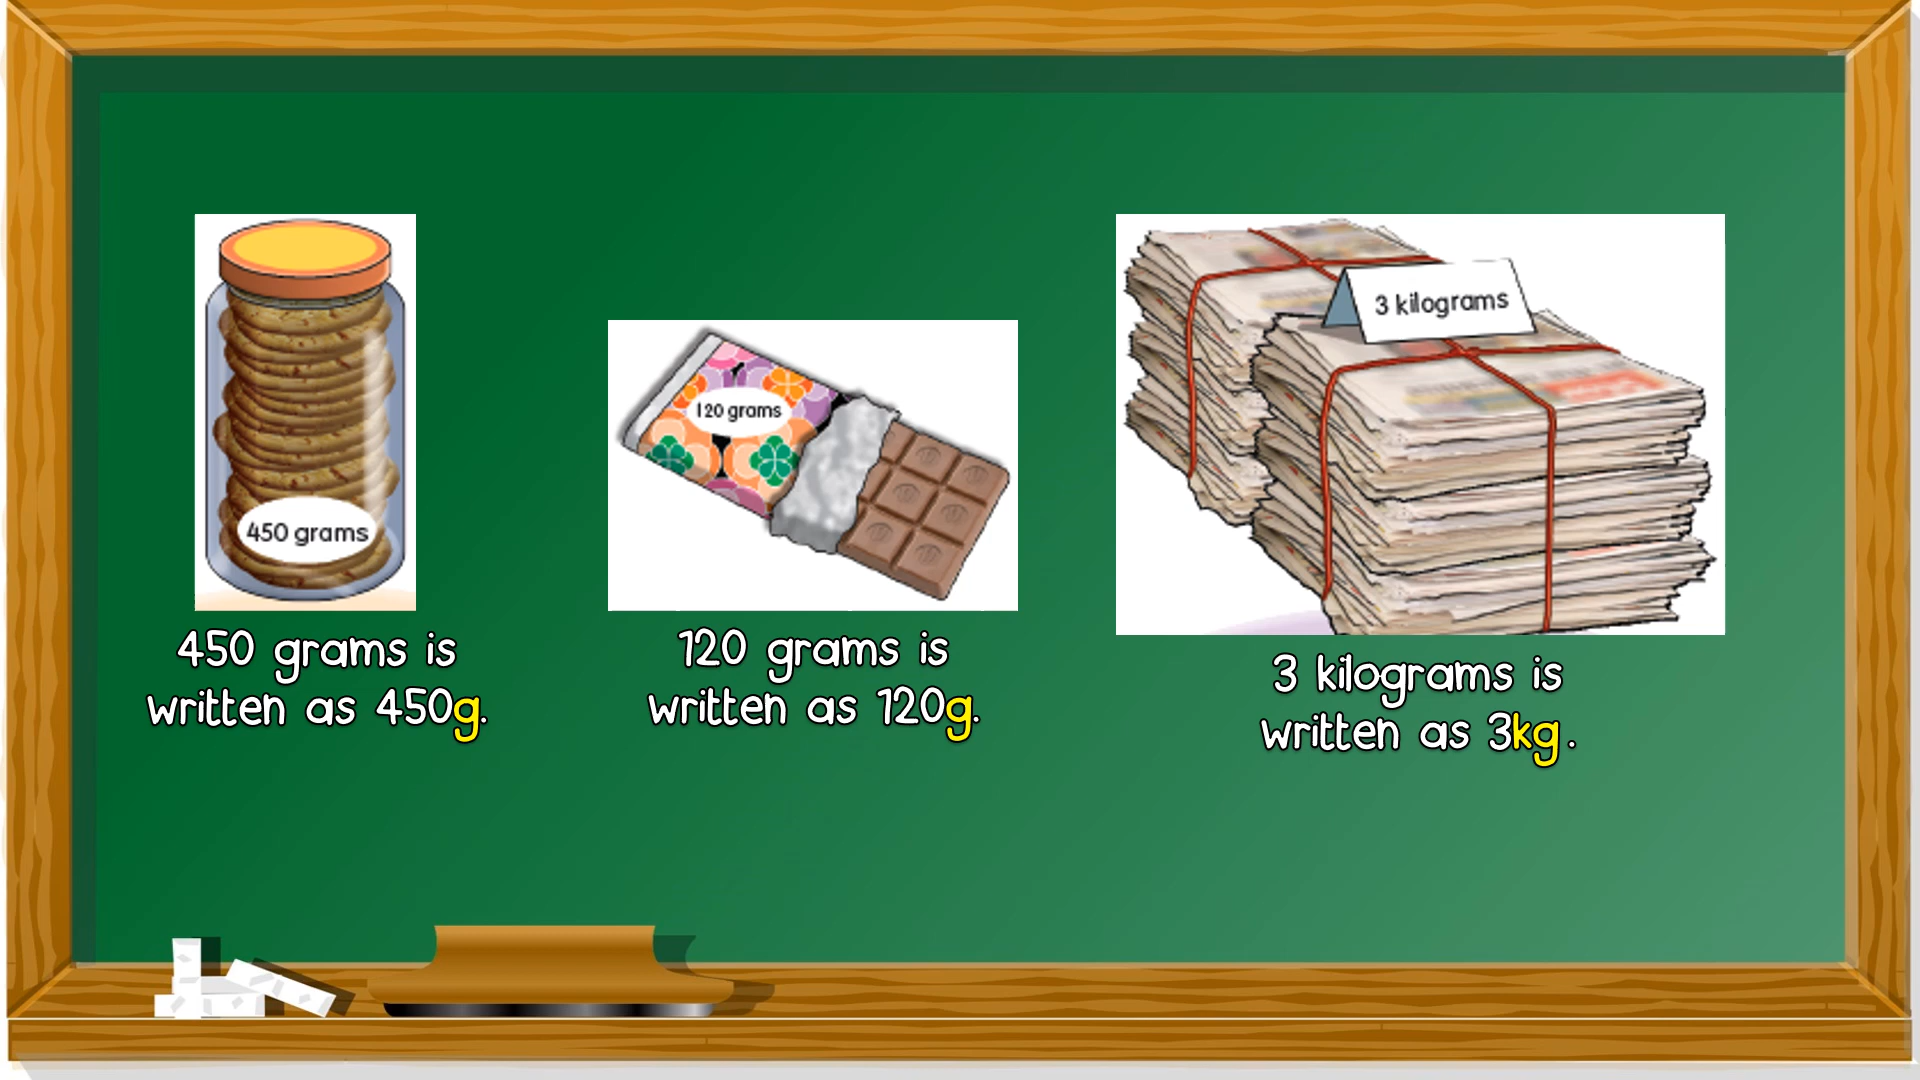 450 grams
450 grams is
written as 450g.
120 grams
120 grams is
written as 120g.
3 kilograms
3 kilograms is
written as 3kg.